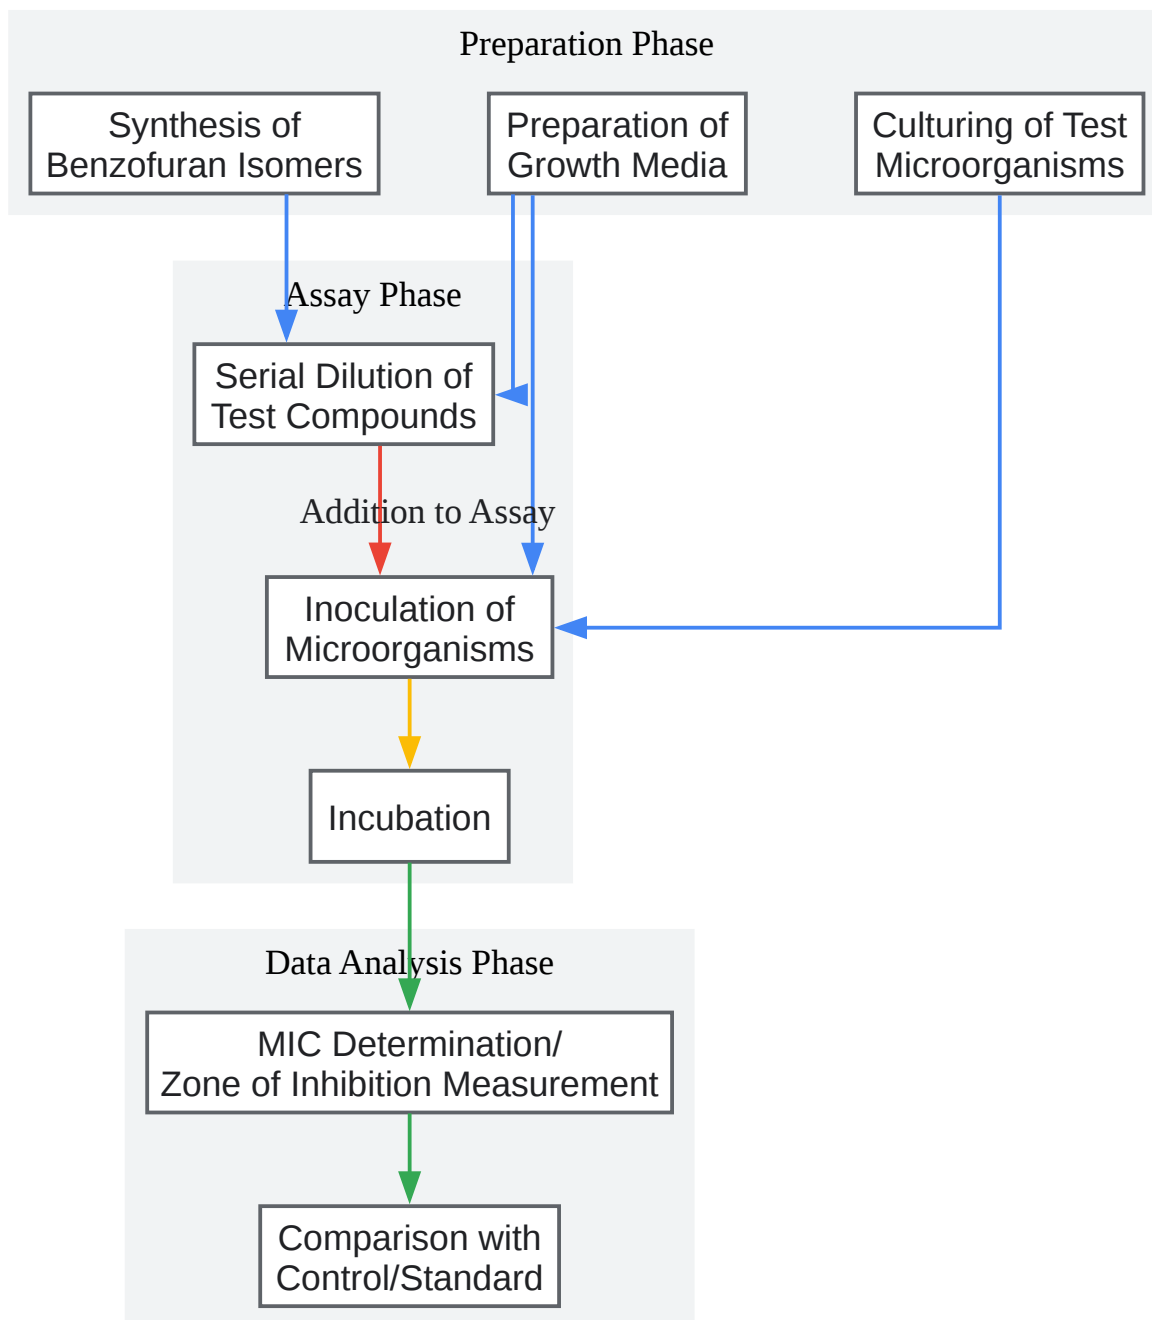 Preparation Phase
Synthesis of
Benzofuran Isomers
Preparation of
Growth Media
Culturing of Test
Microorganisms
Assay Phase
Serial Dilution of
Test Compounds
Addition to Assay
Inoculation of
Microorganisms
Incubation
Data Analysis Phase
MIC Determination/
Zone of Inhibition Measurement
Comparison with
Control/Standard